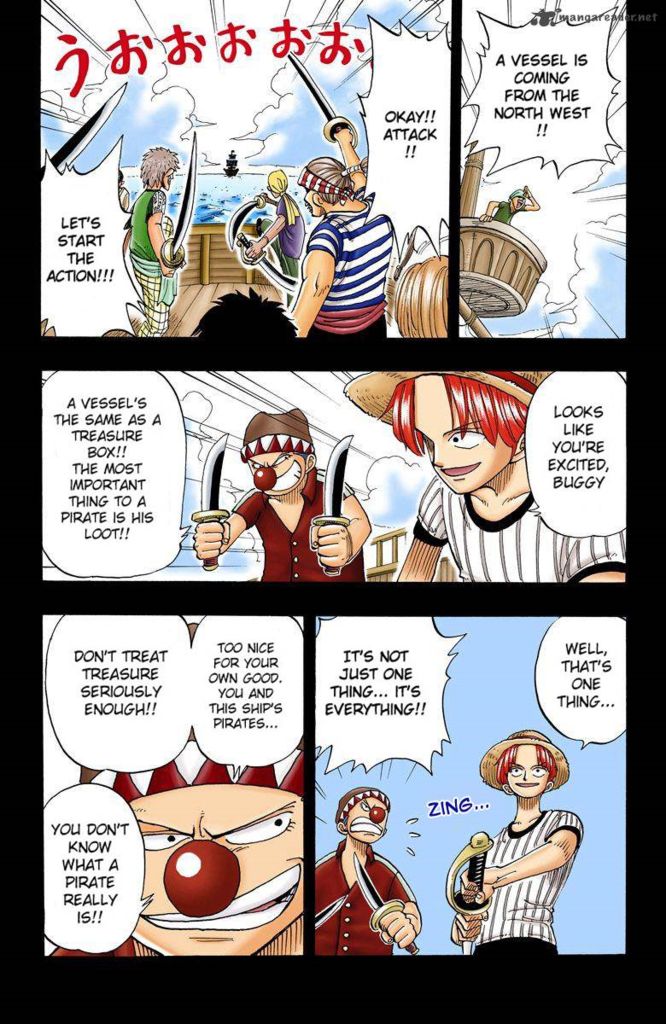 mangareader.net
A VESSEL IS
COMING
FROM THE
NORTH WEST
!!
OKAY!!
ATTACK
!!
うおおおおお
LET'S
START
THE
ACTION!!!
LOOKS
LIKE
YOU'RE
EXCITED,
BUGGY
A VESSEL'S
THE SAME AS A
TREASURE
BOX!!
THE MOST
IMPORTANT
THING TO A
PIRATE IS HIS
LOOT!!
WELL,
THAT'S
ONE
THING...
IT'S NOT
JUST ONE
THING... IT'S
EVERYTHING!!
ZING...
TOO NICE
FOR YOUR
OWN GOOD.
YOU AND
THIS SHIP'S
PIRATES...
DON'T TREAT
TREASURE
SERIOUSLY
ENOUGH!!
YOU DON'T
KNOW
WHAT A
PIRATE
REALLY
IS!!